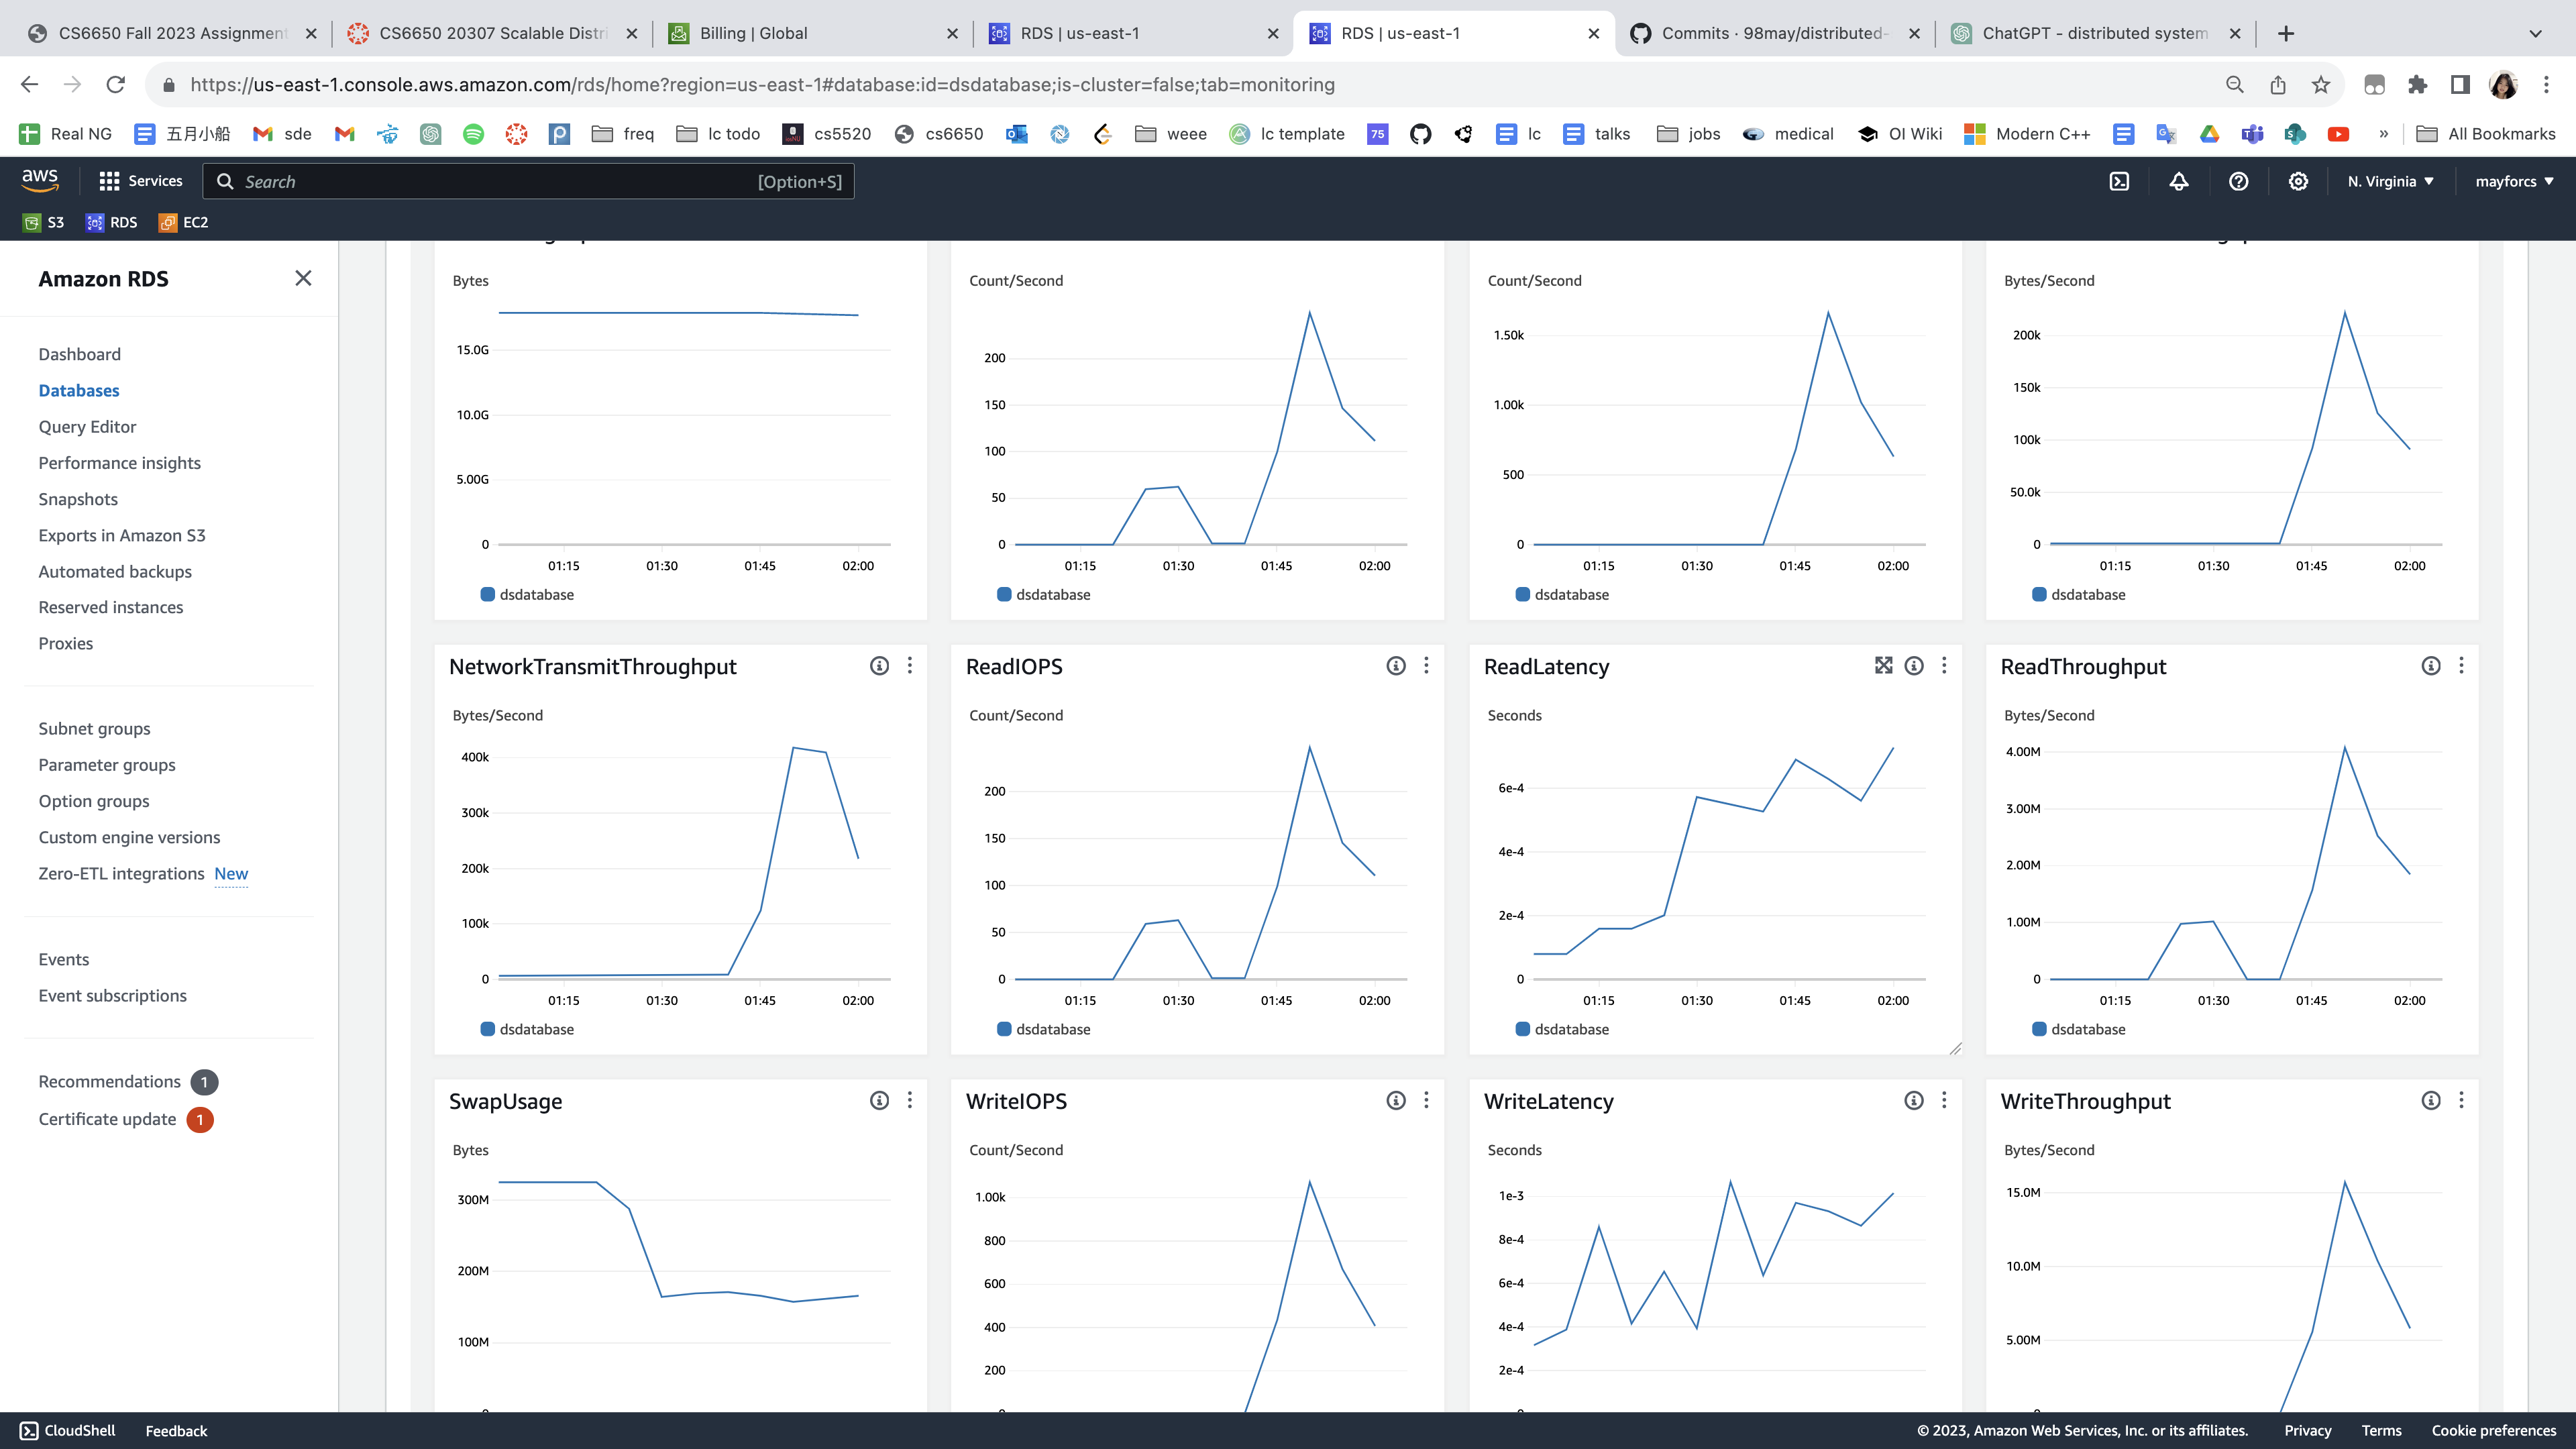 CS6650 Fall 2023 Assignment
CS6650 20307 Scalable Distri
Billing | Global
RDS | us-east-1
RDS | us-east-1
Commits · 98may/distributed-
ChatGPT - distributed system
https://us-east-1.console.aws.amazon.com/rds/home?region=us-east-1#database:id=dsdatabase;is-cluster=false;tab=monitoring
Real NG 五月小船 sde freq lc todo cs5520 cs6650 weee lc template 75 lc talks jobs medical OI Wiki Modern C++ » All Bookmarks
aws Services Search [Option+S] N. Virginia mayforcs
S3 RDS EC2
Amazon RDS
Dashboard
Databases
Query Editor
Performance insights
Snapshots
Exports in Amazon S3
Automated backups
Reserved instances
Proxies
Subnet groups
Parameter groups
Option groups
Custom engine versions
Zero-ETL integrations New
Events
Event subscriptions
Recommendations 1
Certificate update 1
Bytes
15.0G
10.0G
5.00G
0
01:15 01:30 01:45 02:00
dsdatabase
Count/Second
200
150
100
50
0
01:15 01:30 01:45 02:00
dsdatabase
Count/Second
1.50k
1.00k
500
0
01:15 01:30 01:45 02:00
dsdatabase
Bytes/Second
200k
150k
100k
50.0k
0
01:15 01:30 01:45 02:00
dsdatabase
NetworkTransmitThroughput
Bytes/Second
400k
300k
200k
100k
0
01:15 01:30 01:45 02:00
dsdatabase
ReadIOPS
Count/Second
200
150
100
50
0
01:15 01:30 01:45 02:00
dsdatabase
ReadLatency
Seconds
6e-4
4e-4
2e-4
0
01:15 01:30 01:45 02:00
dsdatabase
ReadThroughput
Bytes/Second
4.00M
3.00M
2.00M
1.00M
0
01:15 01:30 01:45 02:00
dsdatabase
SwapUsage
Bytes
300M
200M
100M
WriteIOPS
Count/Second
1.00k
800
600
400
200
WriteLatency
Seconds
1e-3
8e-4
6e-4
4e-4
2e-4
WriteThroughput
Bytes/Second
15.0M
10.0M
5.00M
CloudShell Feedback © 2023, Amazon Web Services, Inc. or its affiliates. Privacy Terms Cookie preferences